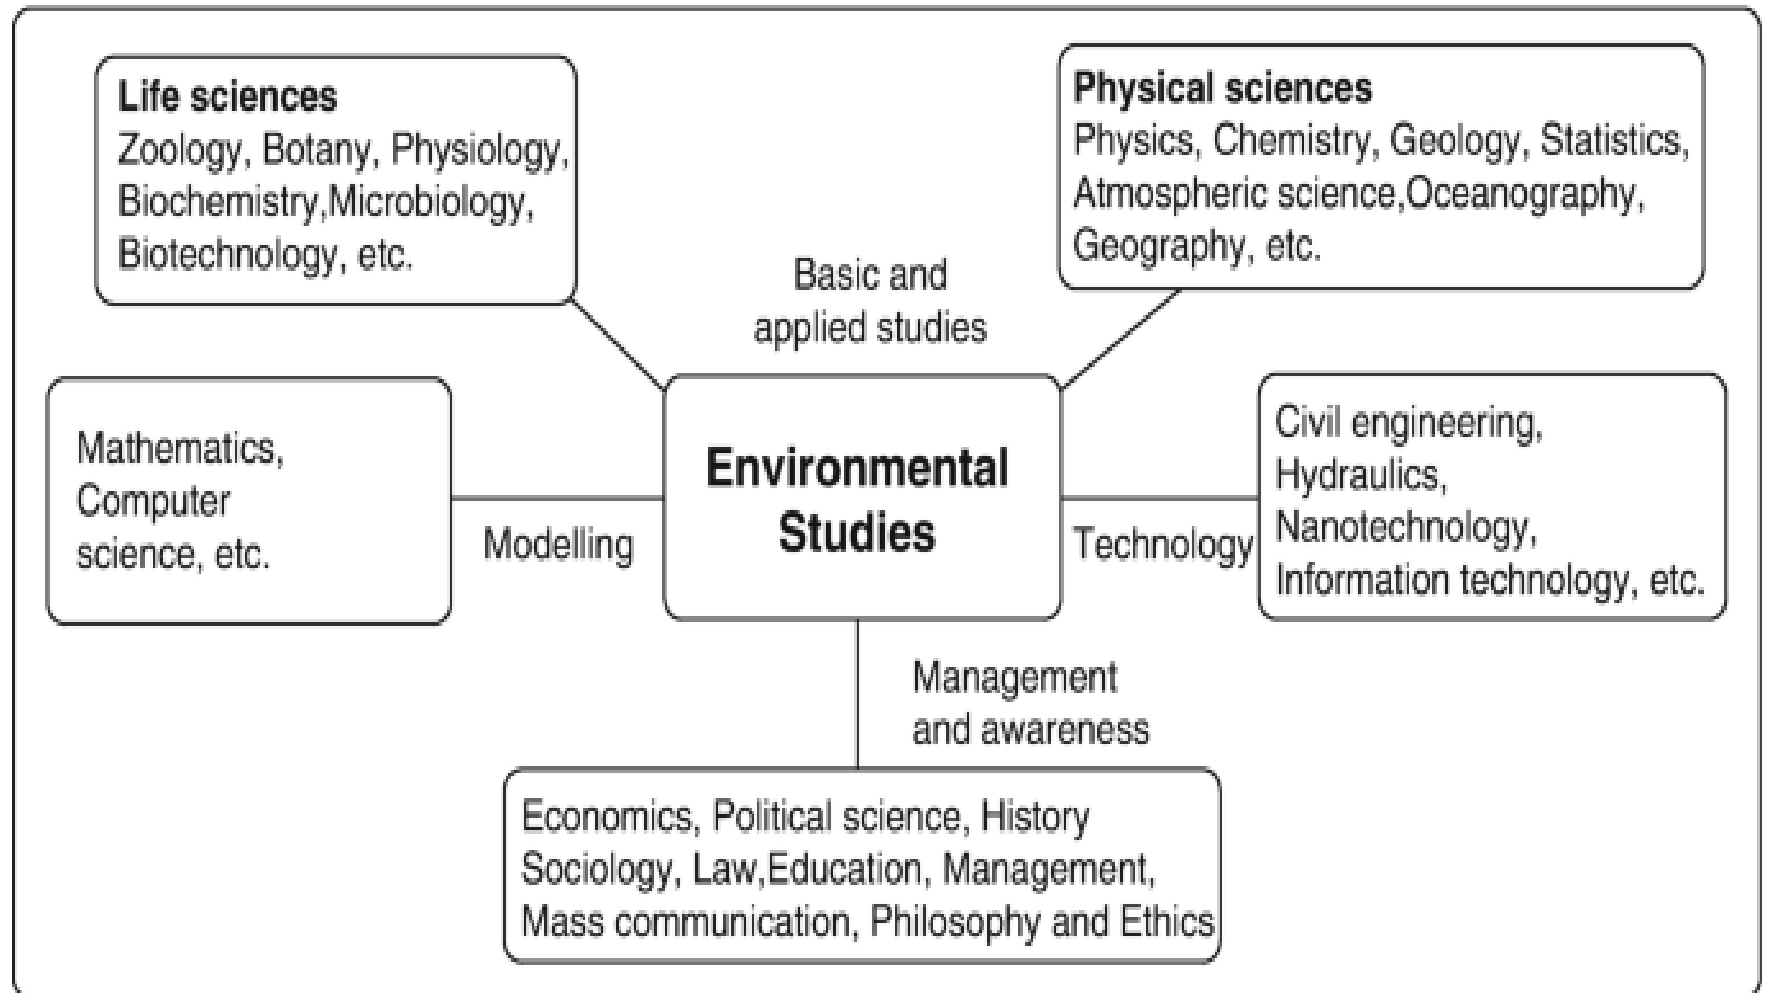 Life sciences
Zoology, Botany, Physiology,
Biochemistry,Microbiology,
Biotechnology, etc.
Physical sciences
Physics, Chemistry, Geology, Statistics,
Atmospheric science,Oceanography,
Geography, etc.
Basic and
applied studies
Mathematics,
Computer
science, etc.
Modelling
Environmental
Studies
Technology
Civil engineering,
Hydraulics,
Nanotechnology,
Information technology, etc.
Management
and awareness
Economics, Political science, History
Sociology, Law,Education, Management,
Mass communication, Philosophy and Ethics